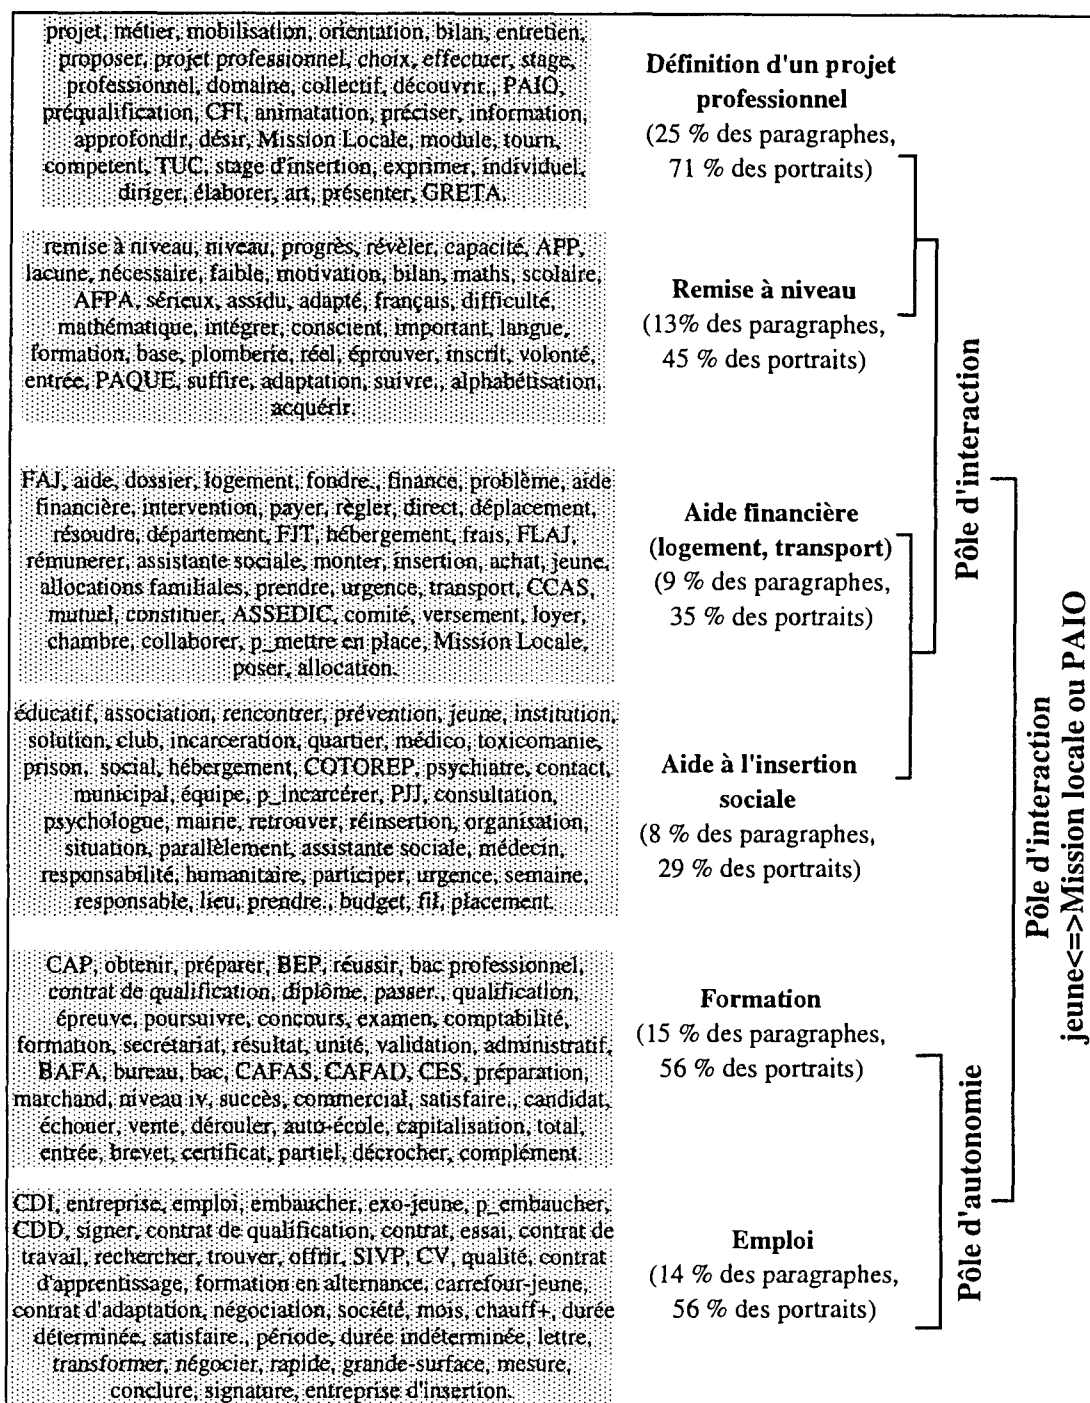 projet, métier, mobilisation, orientation, bilan, entretien,
proposer, projet professionnel, choix, effectuer, stage,
professionnel, domaine, collectif, découvrir., PAIO,
préqualification, CFI, animatation, préciser, information,
approfondir, désir, Mission Locale, module, tourn,
competent, TUC, stage d'insertion, exprimer, individuel,
diriger, élaborer, art, présenter, GRETA,
Définition d'un projet
professionnel
(25 % des paragraphes,
71 % des portraits)
remise à niveau, niveau, progrès, révèler, capacité, AFP,
lacune, nécessaire, faible, motivation, bilan, maths, scolaire,
AFPA, sérieux, assidu, adapté, français, difficulté,
mathématique, intégrer, conscient, important, langue,
formation, base, plomberie, réel, éprouver, inscrit, volonté,
entrée, PAQUE, suffire, adaptation, suivre., alphabétisation,
acquérir.
Remise à niveau
(13% des paragraphes,
45 % des portraits)
FAJ, aide, dossier, logement, fondre., finance, problème, aide
financière, intervention, payer, règler, direct, déplacement,
résoudre, département, FJT, hébergement, frais, FLAJ,
rémunerer, assistante sociale, monter, insertion, achat, jeune,
allocations familiales, prendre, urgence, transport, CCAS,
mutuel, constituer, ASSEDIC, comité, versement, loyer,
chambre, collaborer, p_mettre en place, Mission Locale,
poser, allocation.
Aide financière
(logement, transport)
(9 % des paragraphes,
35 % des portraits)
éducatif, association, rencontrer, prévention, jeune, institution,
solution, club, incarceration, quartier, médico, toxicomanie,
prison, social, hébergement, COTOREP, psychiatre, contact,
municipal, équipe, p_incarcérer, PJJ, consultation,
psychologue, mairie, retrouver, réinsertion, organisation,
situation, parallèlement, assistante sociale, médecin,
responsabilité, humanitaire, participer, urgence, semaine,
responsable, lieu, prendre., budget, fil, placement.
Aide à l'insertion
sociale
(8 % des paragraphes,
29 % des portraits)
CAP, obtenir, préparer, BEP, réussir, bac professionnel,
contrat de qualification, diplôme, passer., qualification,
épreuve, poursuivre, concours, examen, comptabilité,
formation, secrétariat, résultat, unité, validation, administratif,
BAFA, bureau, bac, CAFAS, CAFAD, CES, préparation,
marchand, niveau iv, succès, commercial, satisfaire., candidat,
échouer, vente, dérouler, auto-école, capitalisation, total,
entrée, brevet, certificat, partiel, décrocher, complément.
Formation
(15 % des paragraphes,
56 % des portraits)
CDI, entreprise, emploi, embaucher, exo-jeune, p_embaucher,
CDD, signer, contrat de qualification, contrat, essai, contrat de
travail, rechercher, trouver, offrir, SIVP, CV, qualité, contrat
d'apprentissage, formation en alternance, carrefour-jeune,
contrat d'adaptation, négociation, société, mois, chauff+, durée
déterminée, satisfaire., période, durée indéterminée, lettre,
transformer, négocier, rapide, grande-surface, mesure,
conclure, signature, entreprise d'insertion.
Emploi
(14 % des paragraphes,
56 % des portraits)
Pôle d'interaction
Pôle d'autonomie
Pôle d'interaction
jeune<=>Mission locale ou PAIO